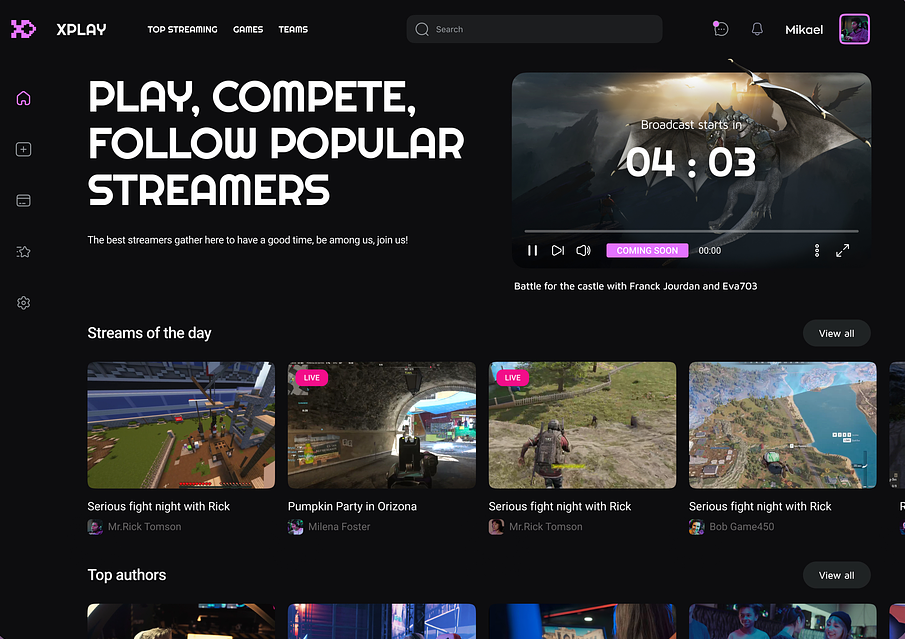 XPLAY
TOP STREAMING
GAMES
TEAMS
Search
Mikael
PLAY, COMPETE,
FOLLOW POPULAR
STREAMERS
The best streamers gather here to have a good time, be among us, join us!
Broadcast starts in
04 : 03
COMING SOON
00:00
Battle for the castle with Franck Jourdan and Eva703
Streams of the day
View all
LIVE
LIVE
Serious fight night with Rick
Mr.Rick Tomson
Pumpkin Party in Orizona
Milena Foster
Serious fight night with Rick
Mr.Rick Tomson
Serious fight night with Rick
Bob Game450
Top authors
View all